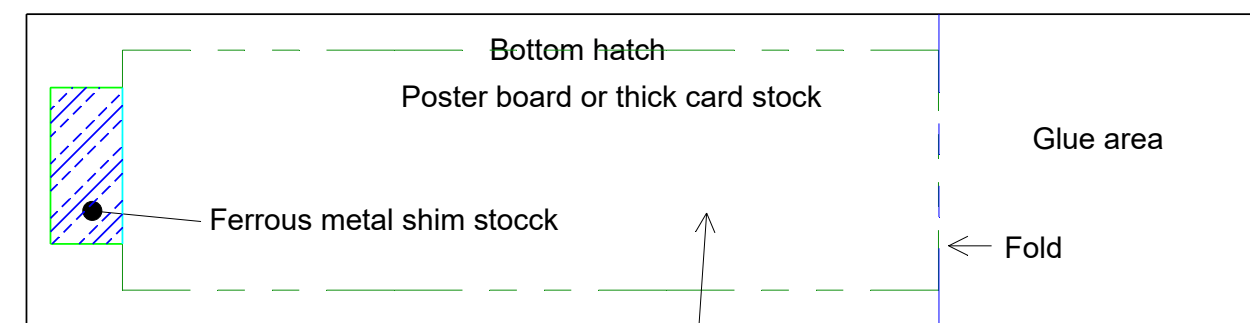 Bottom hatch
Poster board or thick card stock
Glue area
Ferrous metal shim stocck
Fold